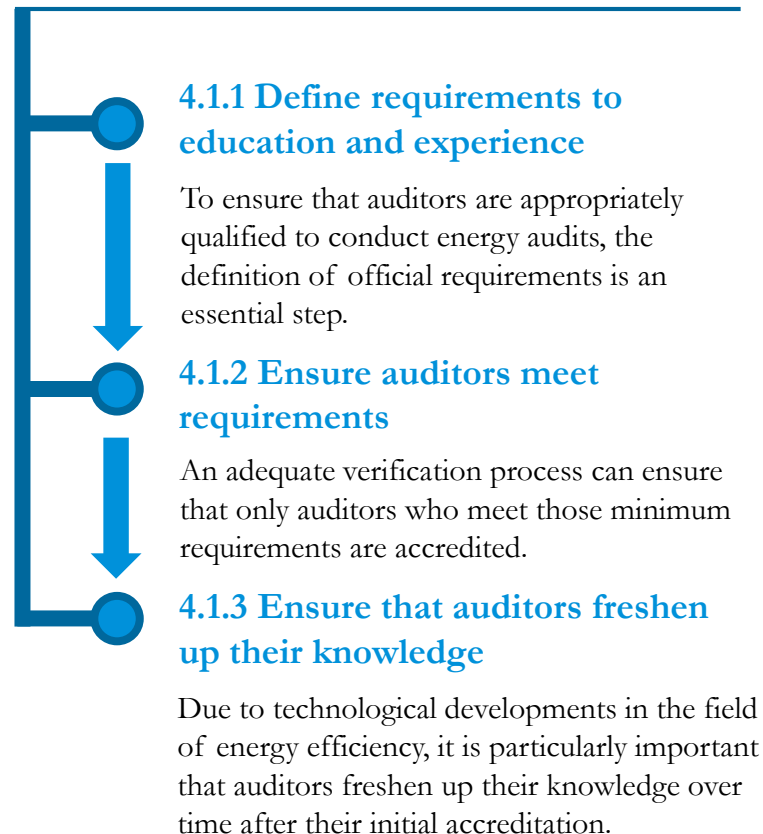 4.1.1 Define requirements to
education and experience
To ensure that auditors are appropriately
qualified to conduct energy audits, the
definition of official requirements is an
essential step.
4.1.2 Ensure auditors meet
requirements
An adequate verification process can ensure
that only auditors who meet those minimum
requirements are accredited.
4.1.3 Ensure that auditors freshen
up their knowledge
Due to technological developments in the field
of energy efficiency, it is particularly important
that auditors freshen up their knowledge over
time after their initial accreditation.